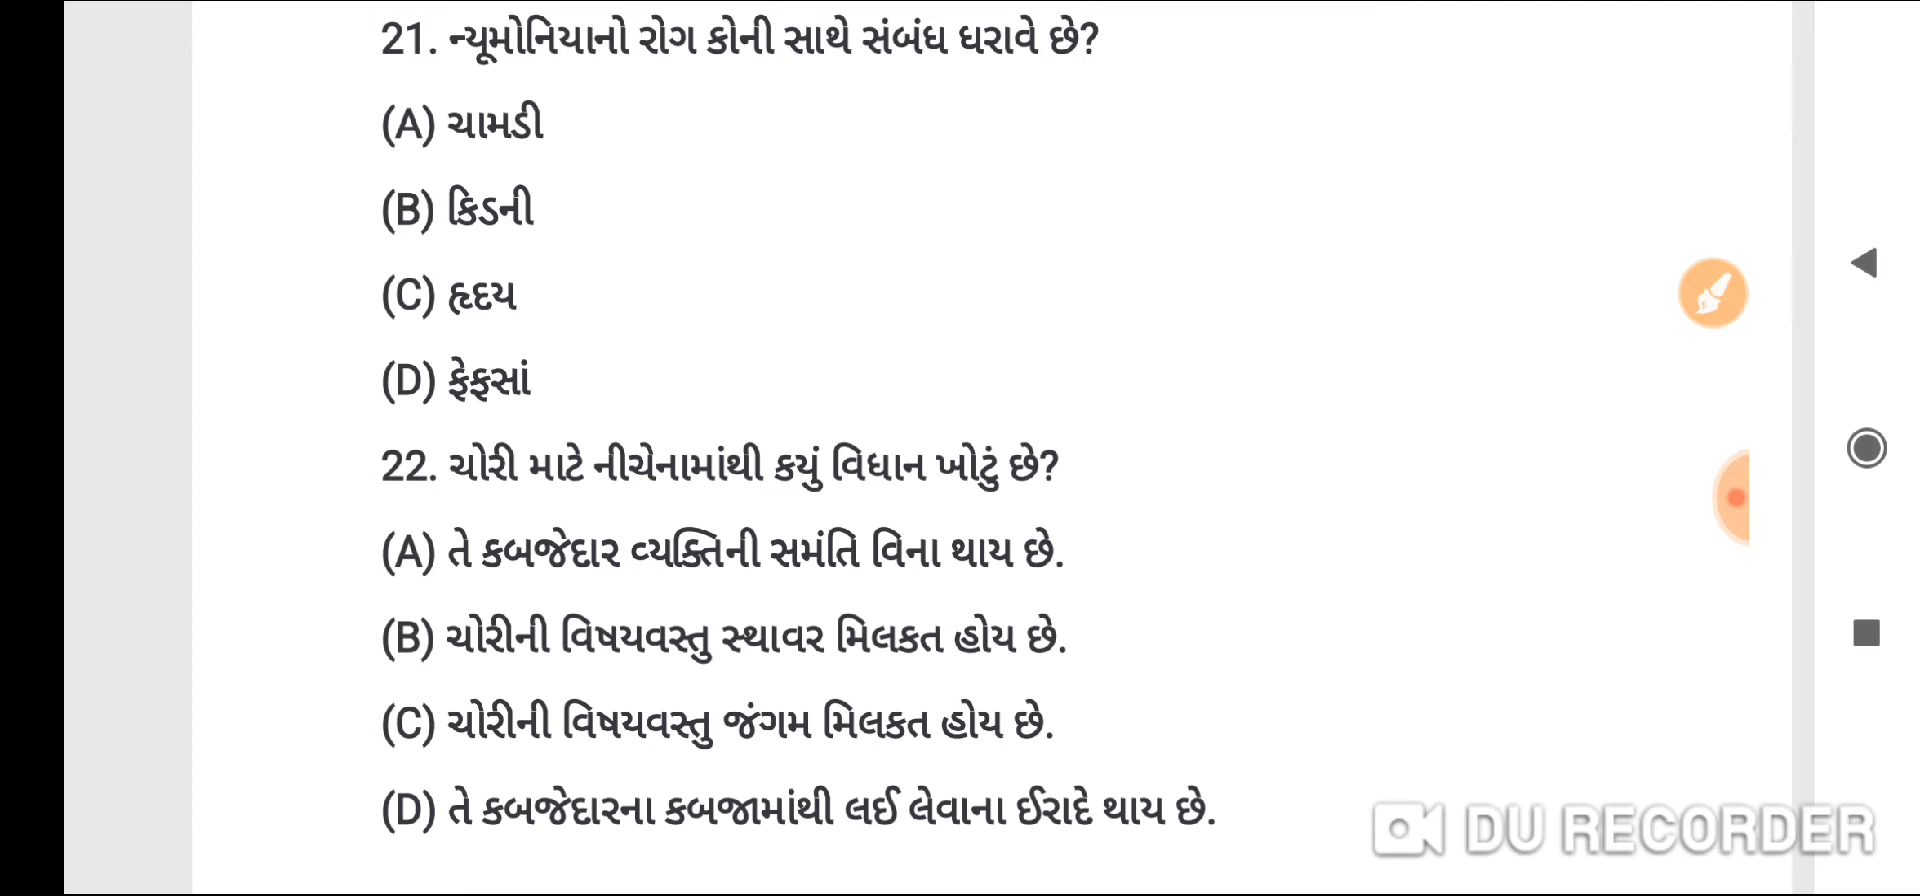 21. ન્યૂમોનિયાનો રોગ કોની સાથે સંબંધ ધરાવે છે?
(A) ચામડી
(B) કિડની
(C) હૃદય
(D) ફેફસાં
22. ચોરી માટે નીચેનામાંથી કયું વિધાન ખોટું છે?
(A) તે કબજેદાર વ્યક્તિની સમંતિ વિના થાય છે.
(B) ચોરીની વિષયવસ્તુ સ્થાવર મિલકત હોય છે.
(C) ચોરીની વિષયવસ્તુ જંગમ મિલકત હોય છે.
(D) તે કબજેદારના કબજામાંથી લઈ લેવાના ઈરાદે થાય છે.
DU RECORDER